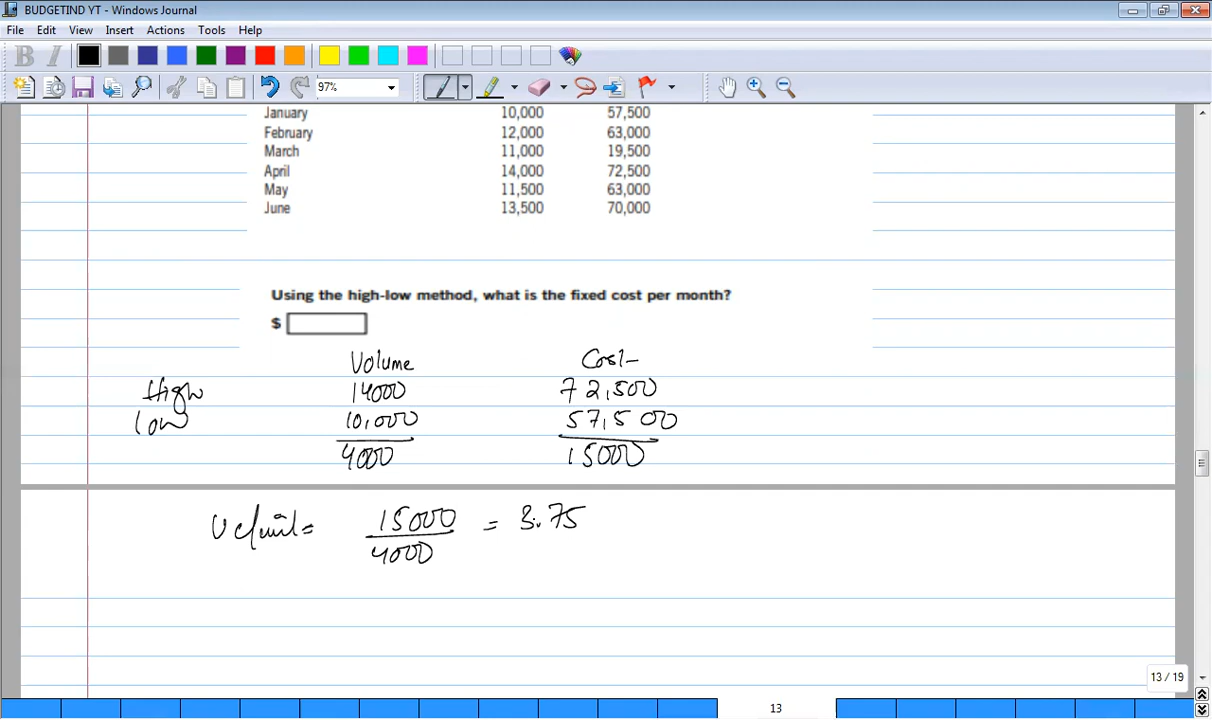 BUDGETIND YT - Windows Journal
File Edit View Insert Actions Tools Help
B I
97%
January 10,000 57,500
February 12,000 63,000
March 11,000 19,500
April 14,000 72,500
May 11,500 63,000
June 13,500 70,000
Using the high-low method, what is the fixed cost per month?
$
Volume Cost
High 14000 72,500
low 10,000 57,500
4000 15000
V c/unit = 15000 = 3.75
4000
13 / 19
13